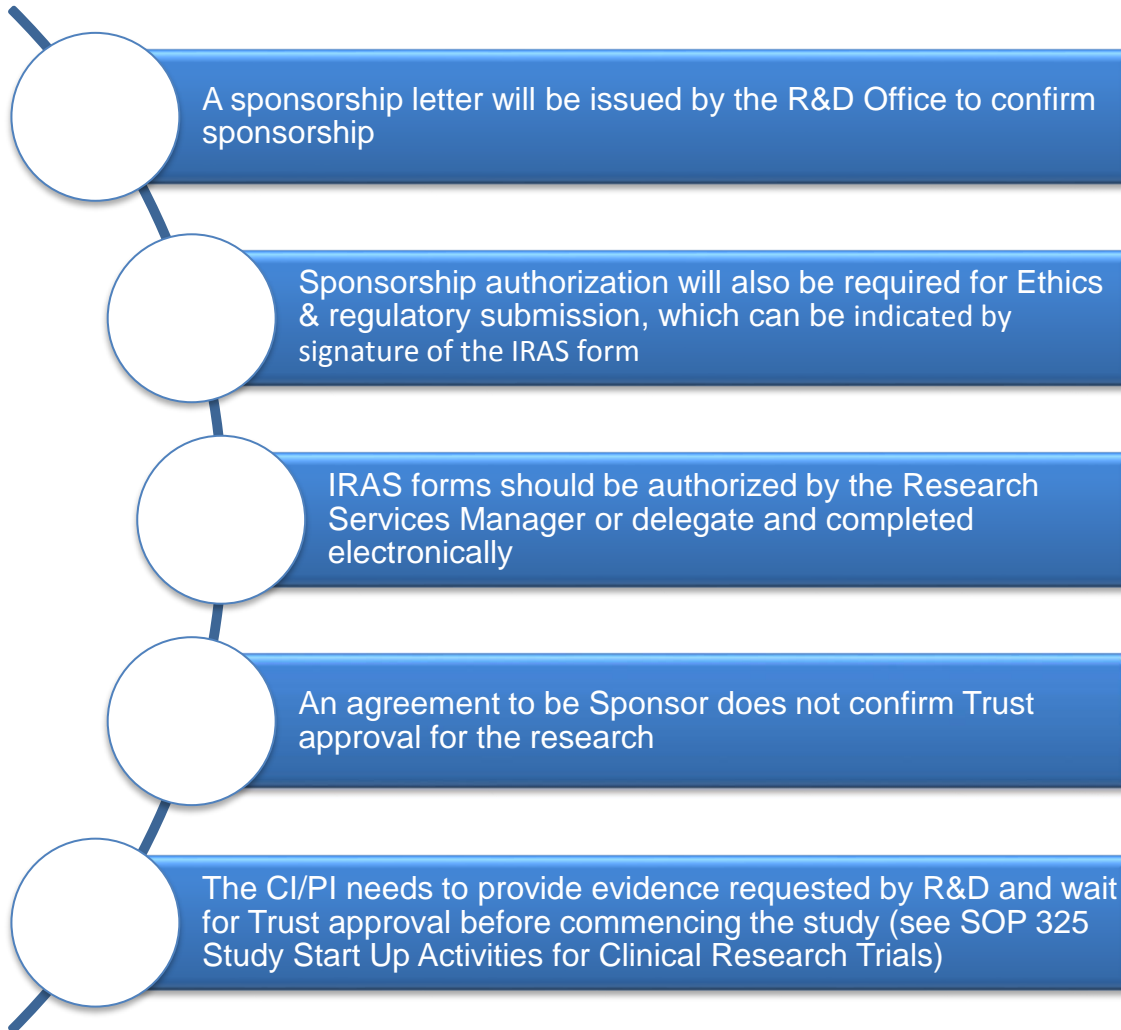 A sponsorship letter will be issued by the R&D Office to confirm
sponsorship
Sponsorship authorization will also be required for Ethics
& regulatory submission, which can be indicated by
signature of the IRAS form
IRAS forms should be authorized by the Research
Services Manager or delegate and completed
electronically
An agreement to be Sponsor does not confirm Trust
approval for the research
The CI/PI needs to provide evidence requested by R&D and wait
for Trust approval before commencing the study (see SOP 325
Study Start Up Activities for Clinical Research Trials)